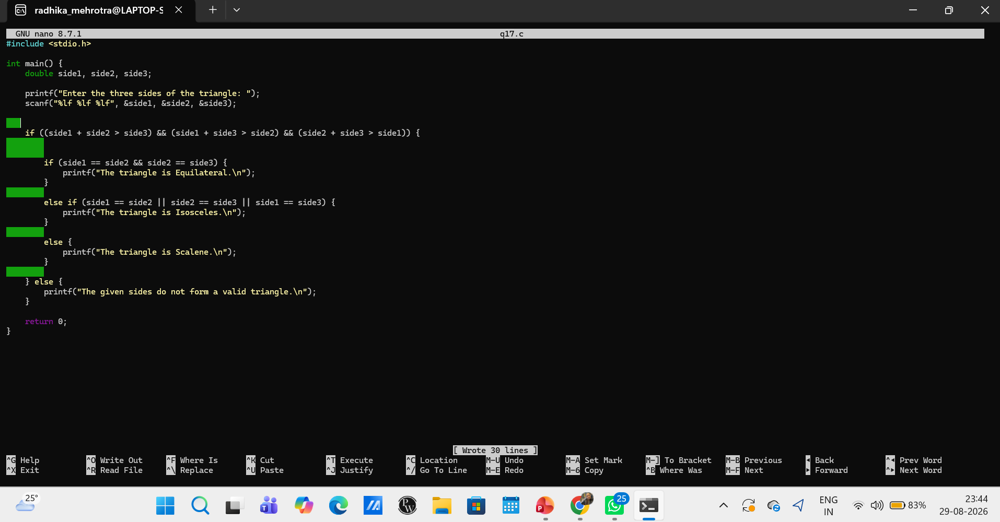 radhika_mehrotra@LAPTOP-S
GNU nano 8.7.1 q17.c
#include <stdio.h>
int main() {
    double side1, side2, side3;
    printf("Enter the three sides of the triangle: ");
    scanf("%lf %lf %lf", &side1, &side2, &side3);
    if ((side1 + side2 > side3) && (side1 + side3 > side2) && (side2 + side3 > side1)) {
        if (side1 == side2 && side2 == side3) {
            printf("The triangle is Equilateral.\n");
        }
        else if (side1 == side2 || side2 == side3 || side1 == side3) {
            printf("The triangle is Isosceles.\n");
        }
        else {
            printf("The triangle is Scalene.\n");
        }
    } else {
        printf("The given sides do not form a valid triangle.\n");
    }
    return 0;
}
[ Wrote 30 lines ]
^G Help ^O Write Out ^F Where Is ^K Cut ^T Execute ^C Location M-U Undo M-A Set Mark M-] To Bracket M-B Previous ◂ Back ^◂ Prev Word
^X Exit ^R Read File ^\ Replace ^U Paste ^J Justify ^/ Go To Line M-E Redo M-6 Copy ^B Where Was M-F Next ▸ Forward ^▸ Next Word
25°
T
PW
P
25
ENG
IN
83%
23:44
29-08-2026